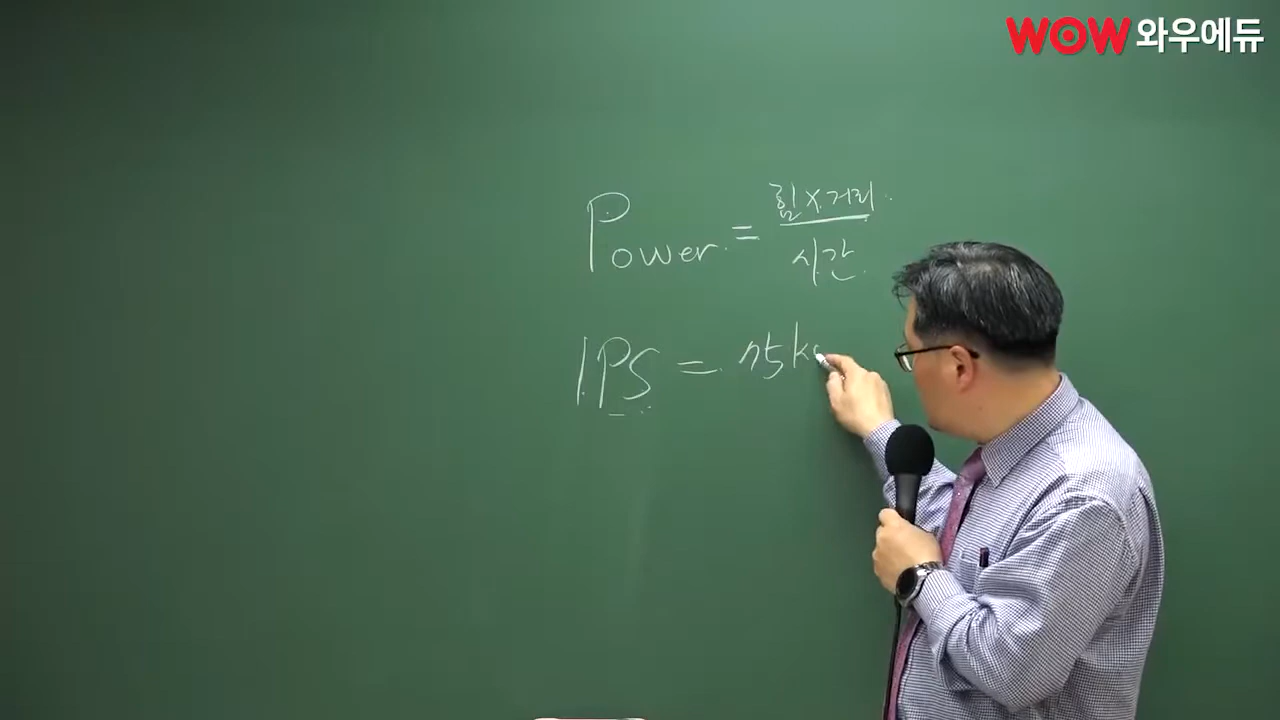 WOW 와우에듀
힘 X 거리
Power =
시간
1PS = 75kg